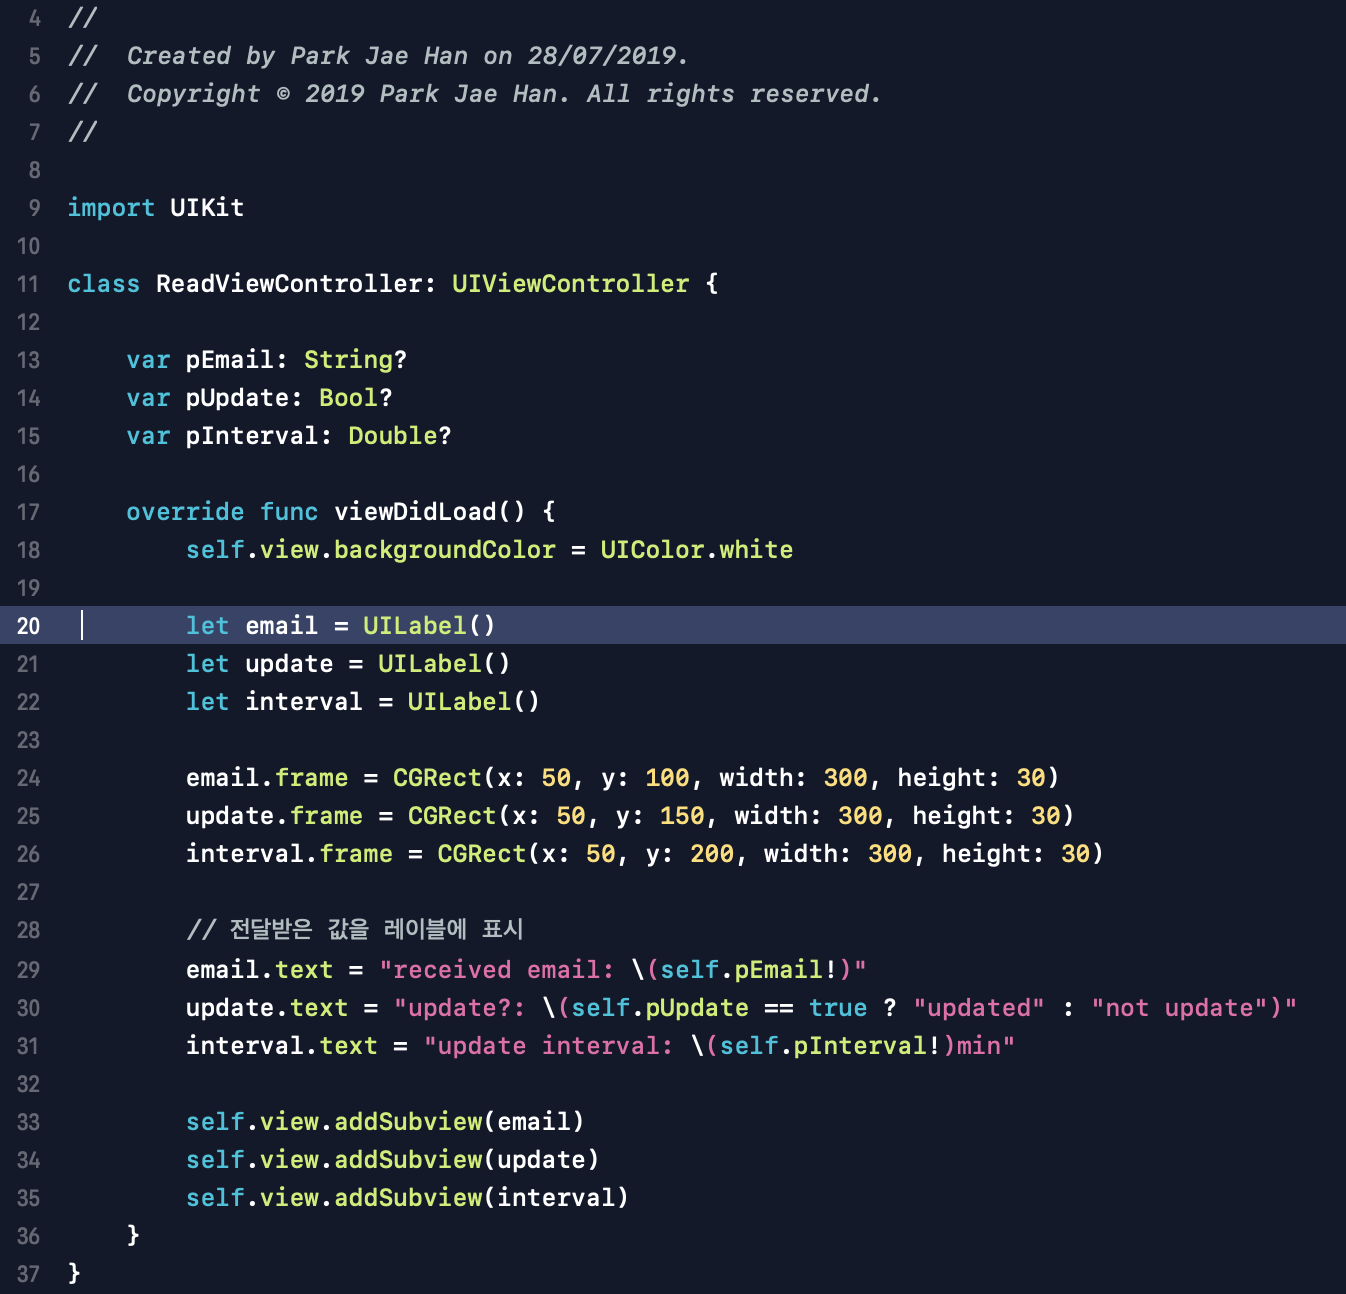 4 //
5 //  Created by Park Jae Han on 28/07/2019.
6 //  Copyright © 2019 Park Jae Han. All rights reserved.
7 //
8
9 import UIKit
10
11 class ReadViewController: UIViewController {
12
13     var pEmail: String?
14     var pUpdate: Bool?
15     var pInterval: Double?
16
17     override func viewDidLoad() {
18         self.view.backgroundColor = UIColor.white
19
20         let email = UILabel()
21         let update = UILabel()
22         let interval = UILabel()
23
24         email.frame = CGRect(x: 50, y: 100, width: 300, height: 30)
25         update.frame = CGRect(x: 50, y: 150, width: 300, height: 30)
26         interval.frame = CGRect(x: 50, y: 200, width: 300, height: 30)
27
28         // 전달받은 값을 레이블에 표시
29         email.text = "received email: \(self.pEmail!)"
30         update.text = "update?: \(self.pUpdate == true ? "updated" : "not update")"
31         interval.text = "update interval: \(self.pInterval!)min"
32
33         self.view.addSubview(email)
34         self.view.addSubview(update)
35         self.view.addSubview(interval)
36     }
37 }